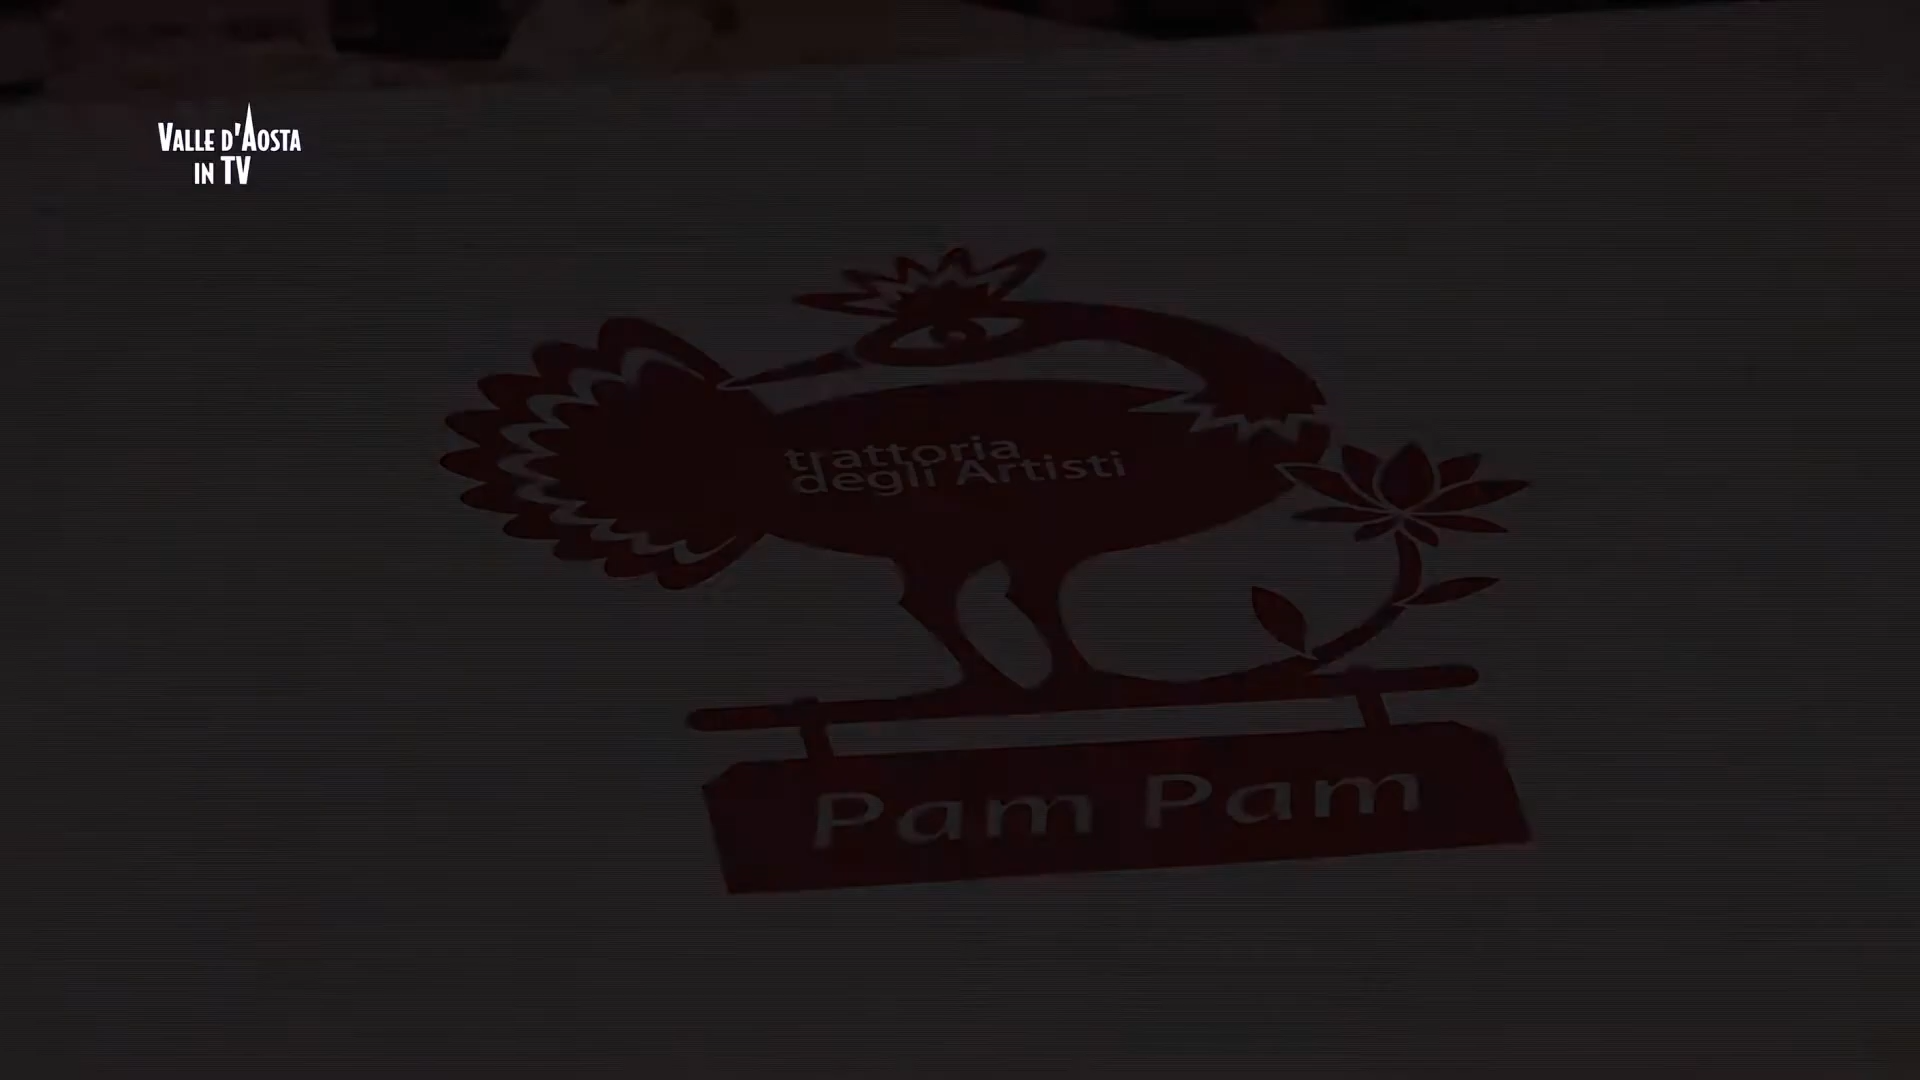 VALLE D'AOSTA
IN TV
trattoria
degli Artisti
Pam Pam